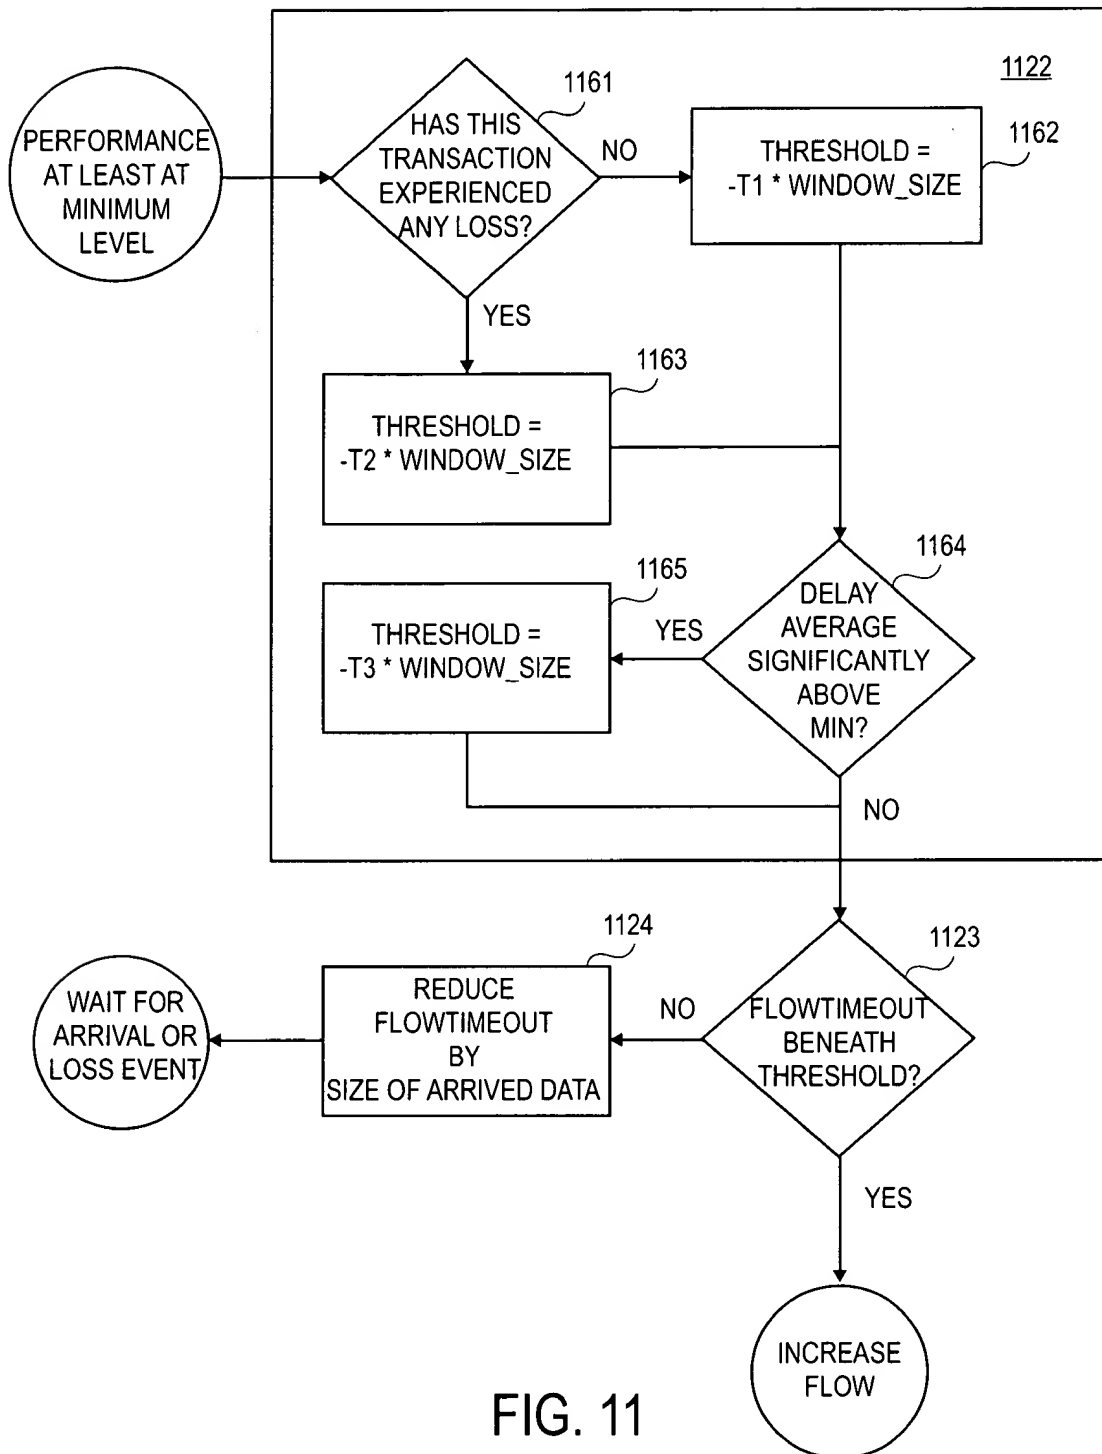 1122
PERFORMANCE
AT LEAST AT
MINIMUM
LEVEL
1161
HAS THIS
TRANSACTION
EXPERIENCED
ANY LOSS?
NO
1162
THRESHOLD =
-T1 * WINDOW_SIZE
YES
1163
THRESHOLD =
-T2 * WINDOW_SIZE
1164
DELAY
AVERAGE
SIGNIFICANTLY
ABOVE
MIN?
YES
1165
THRESHOLD =
-T3 * WINDOW_SIZE
NO
1123
FLOWTIMEOUT
BENEATH
THRESHOLD?
NO
1124
REDUCE
FLOWTIMEOUT
BY
SIZE OF ARRIVED DATA
WAIT FOR
ARRIVAL OR
LOSS EVENT
YES
INCREASE
FLOW
FIG. 11